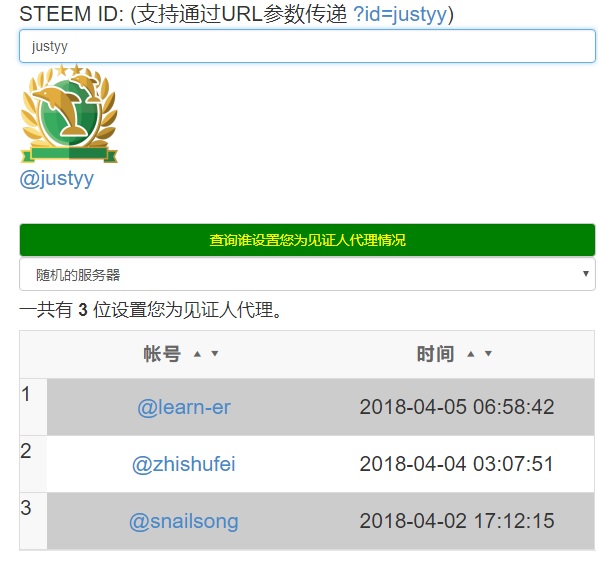 STEEM ID: (支持通过URL参数传递 ?id=justyy)
justyy
@justyy
查询谁设置您为见证人代理情况
随机的服务器
一共有 3 位设置您为见证人代理。
帐号 时间
1 @learn-er 2018-04-05 06:58:42
2 @zhishufei 2018-04-04 03:07:51
3 @snailsong 2018-04-02 17:12:15